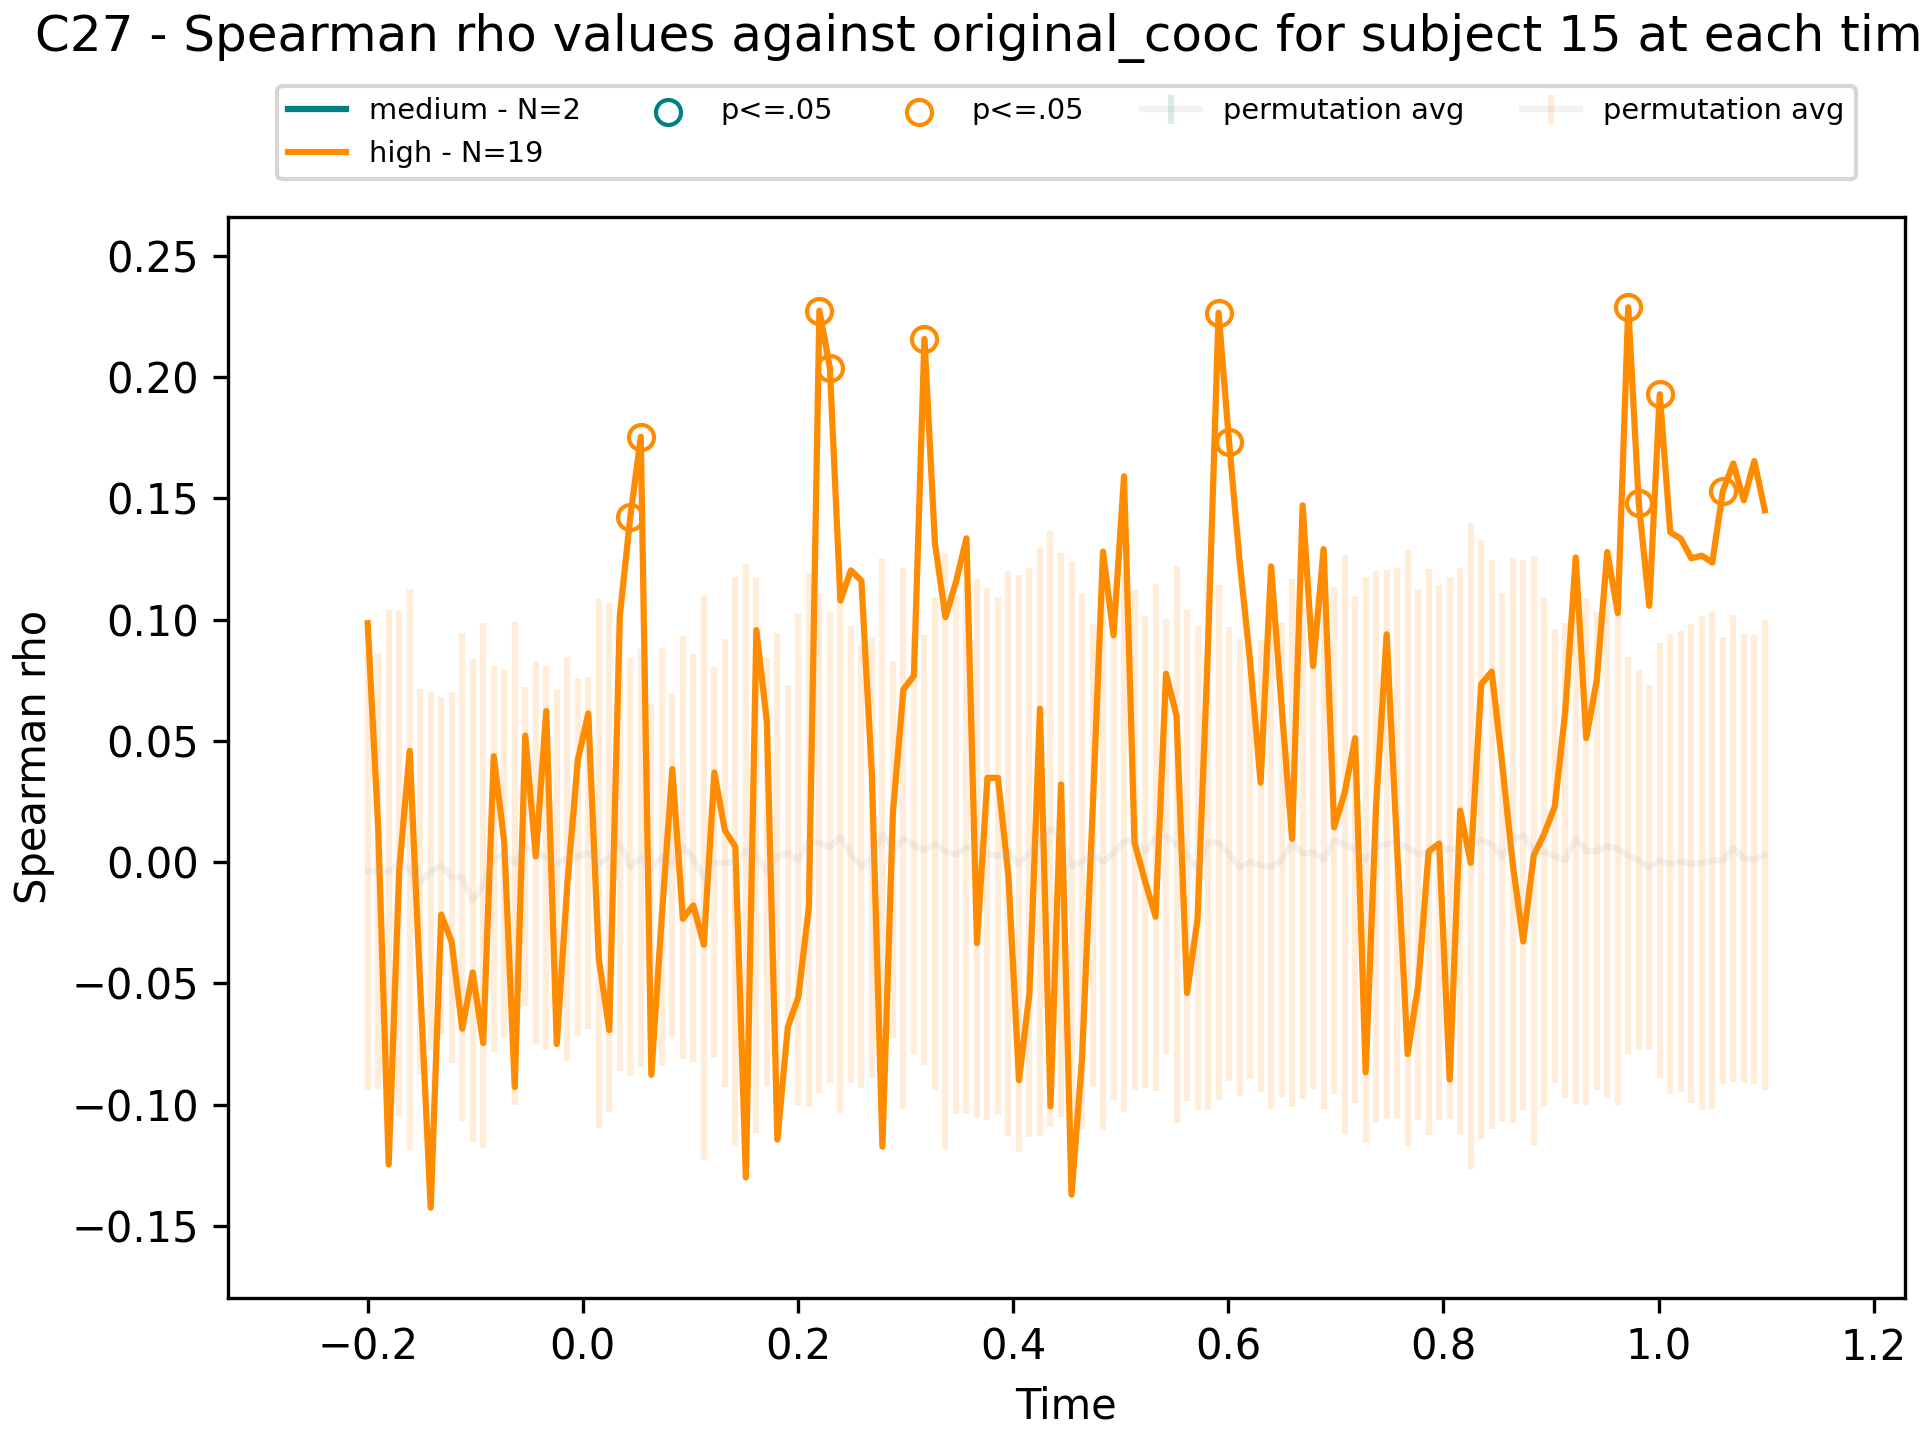 C27 - Spearman rho values against original_cooc for subject 15 at each tim
medium - N=2
high - N=19
p<=.05
p<=.05
permutation avg
permutation avg
0.25
0.20
0.15
0.10
0.05
0.00
−0.05
−0.10
−0.15
Spearman rho
−0.2 0.0 0.2 0.4 0.6 0.8 1.0 1.2
Time